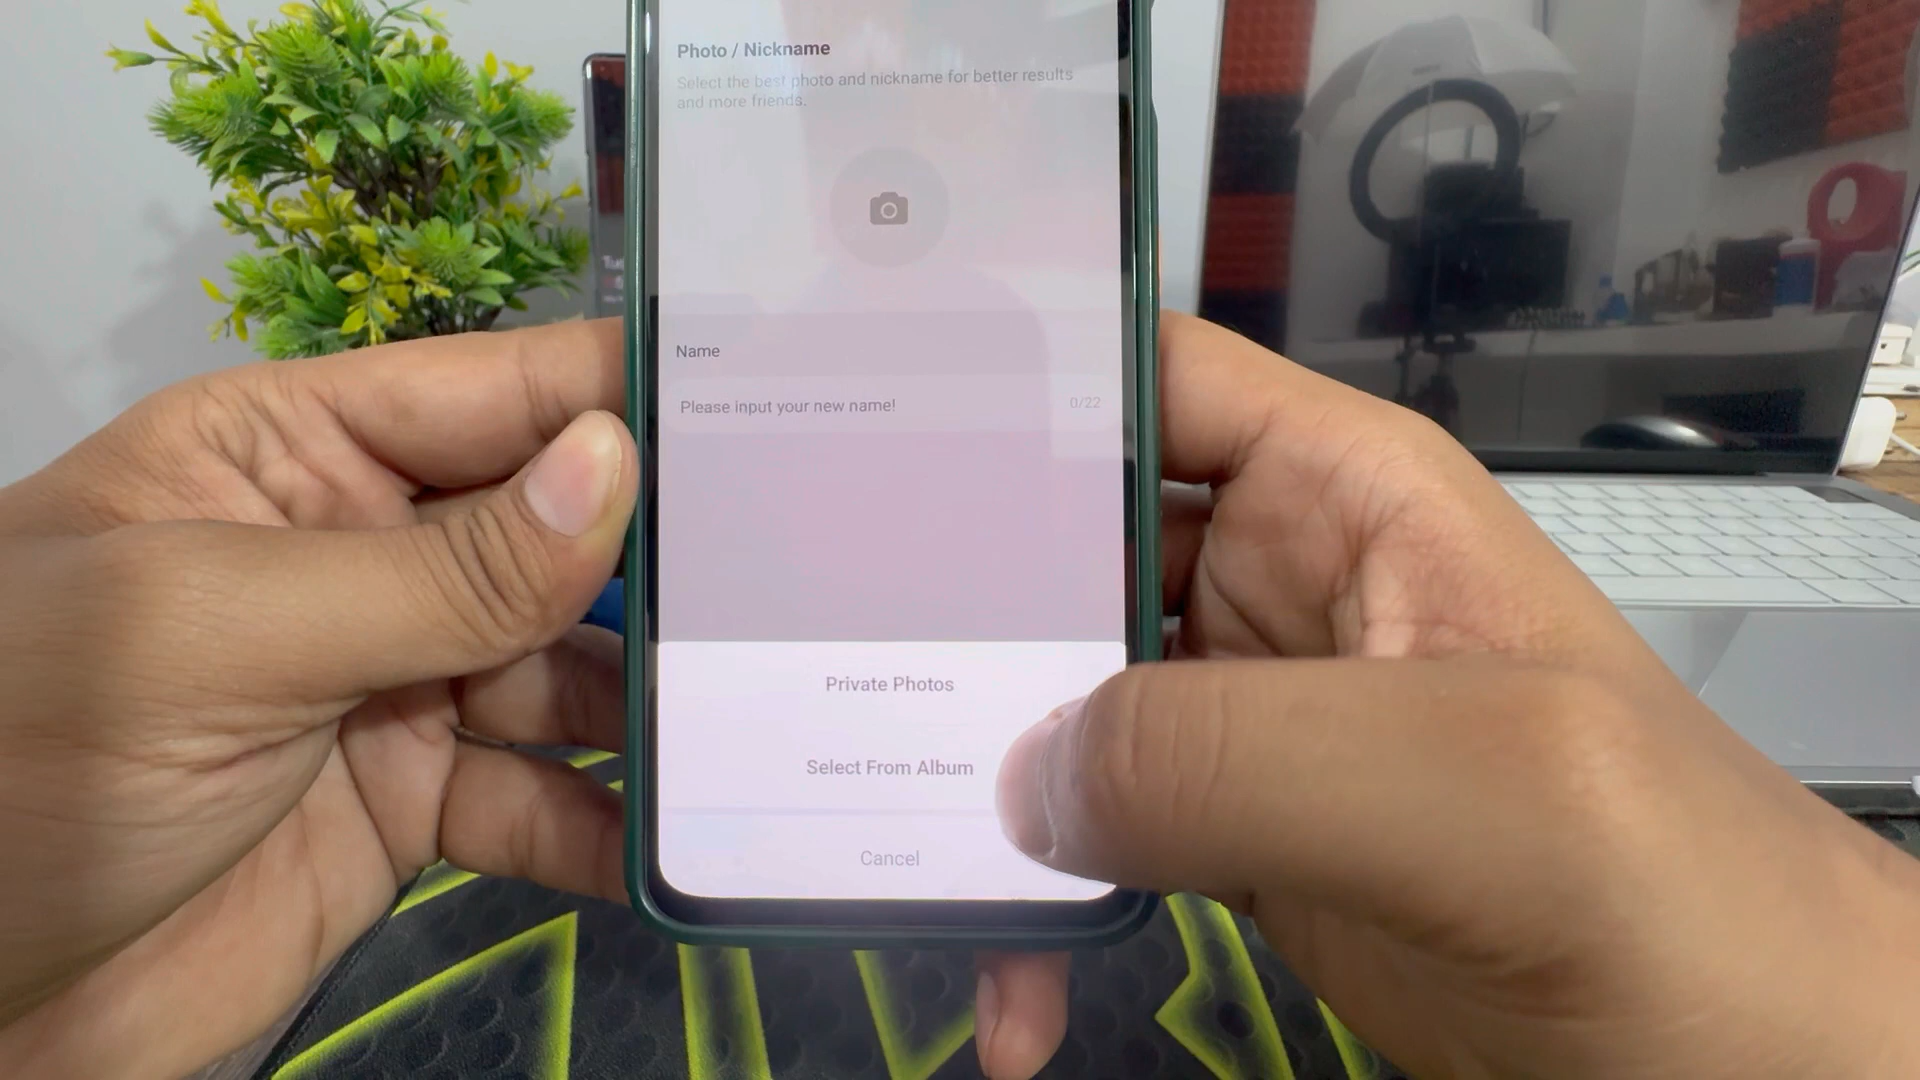 Photo / Nickname
Select the best photo and nickname for better results
and more friends.
Name
Please input your new name!
0/22
Private Photos
Select From Album
Cancel